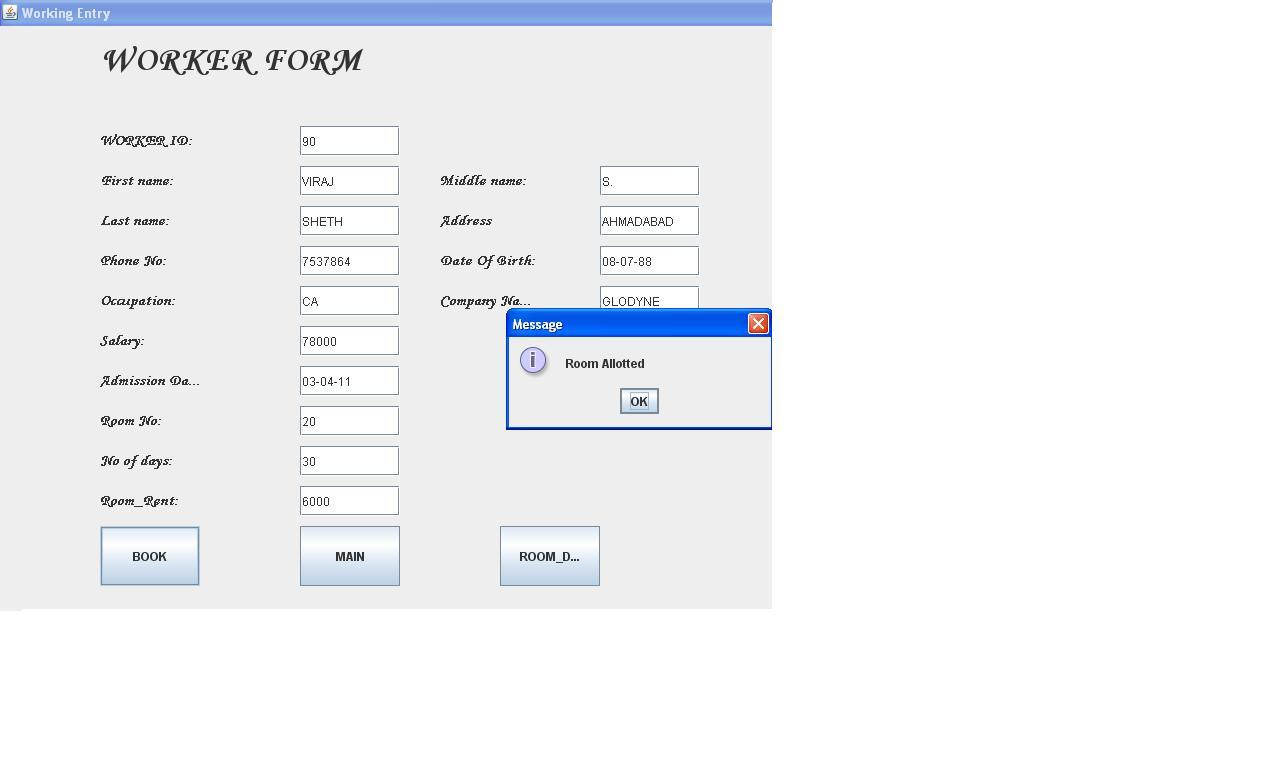 Working Entry
WORKER FORM
WORKER ID: 90
First name: VIRAJ Middle name: S.
Last name: SHETH Address AHMADABAD
Phone No: 7537864 Date Of Birth: 08-07-88
Occupation: CA Company Na... GLODYNE
Message
Salary: 78000
Room Allotted
Admission Da... 03-04-11
OK
Room No: 20
No of days: 30
Room_Rent: 6000
BOOK MAIN ROOM_D...